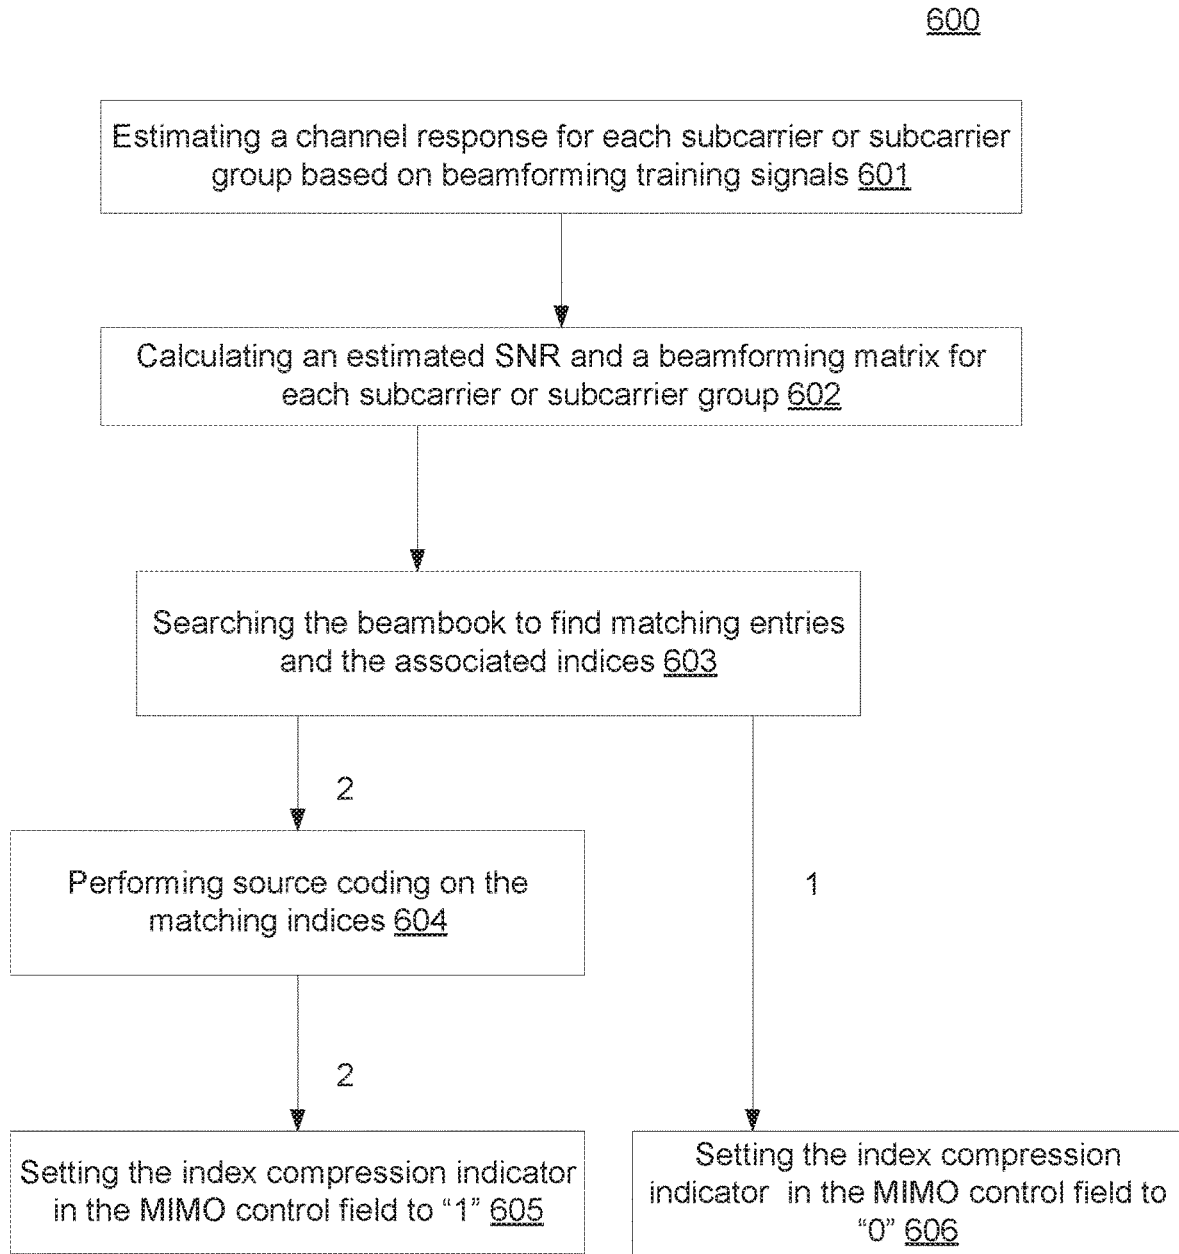 600
Estimating a channel response for each subcarrier or subcarrier
group based on beamforming training signals 601
Calculating an estimated SNR and a beamforming matrix for
each subcarrier or subcarrier group 602
Searching the beambook to find matching entries
and the associated indices 603
2
Performing source coding on the
matching indices 604
1
2
Setting the index compression indicator
in the MIMO control field to “1” 605
Setting the index compression
indicator in the MIMO control field to
“0” 606